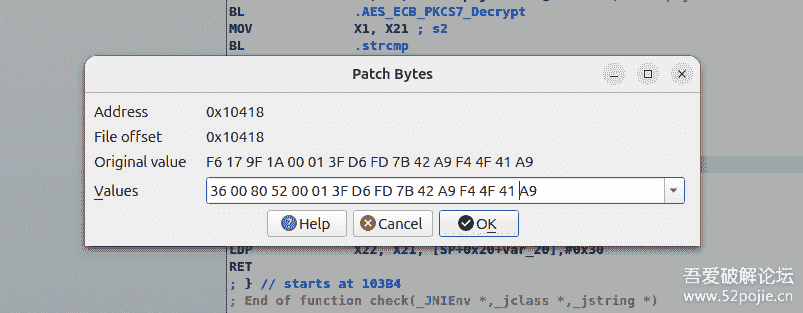 BL .AES_ECB_PKCS7_Decrypt
MOV X1, X21 ; s2
BL .strcmp
Patch Bytes
Address 0x10418
File offset 0x10418
Original value F6 17 9F 1A 00 01 3F D6 FD 7B 42 A9 F4 4F 41 A9
Values 36 00 80 52 00 01 3F D6 FD 7B 42 A9 F4 4F 41 A9
Help Cancel OK
LDP X22, X21, [SP+0x20+var_20],#0x30
RET
; } // starts at 103B4
; End of function check(_JNIEnv *,_jclass *,_jstring *)
吾爱破解论坛
www.52pojie.cn